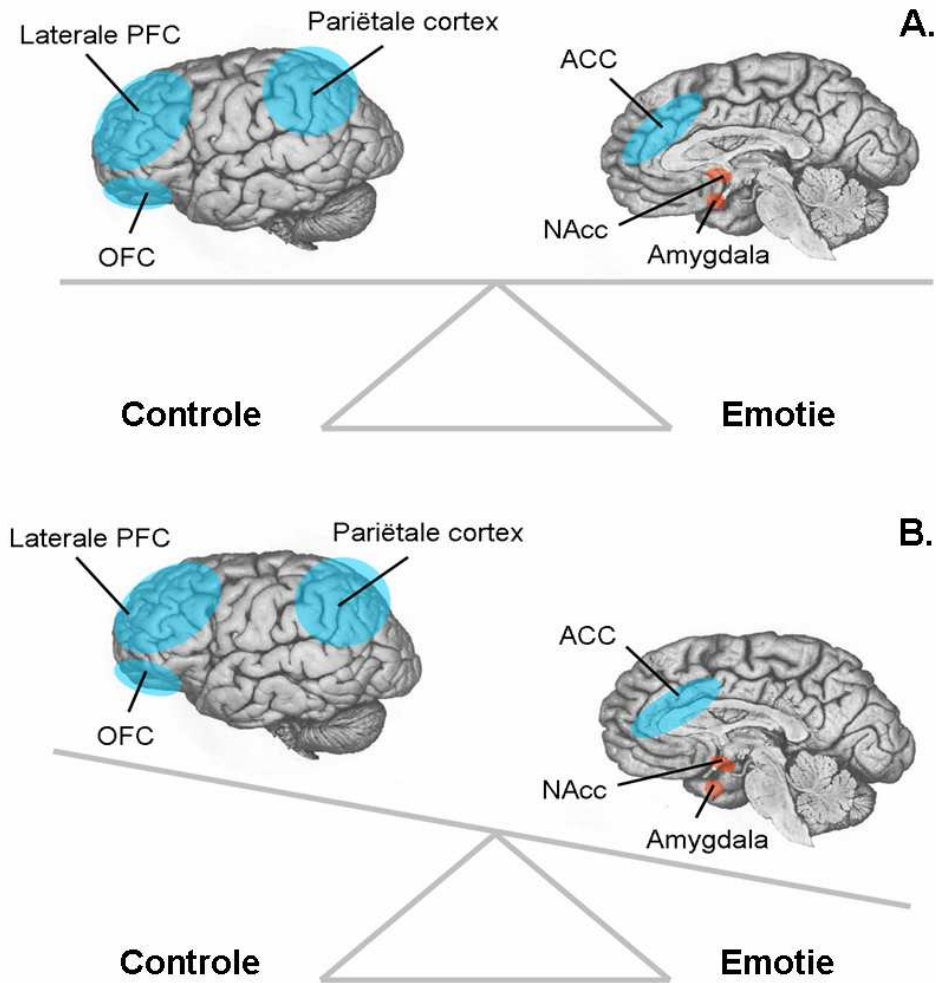 A.
Laterale PFC
Pariëtale cortex
ACC
OFC
NAcc
Amygdala
Controle
Emotie
B.
Laterale PFC
Pariëtale cortex
ACC
OFC
NAcc
Amygdala
Controle
Emotie